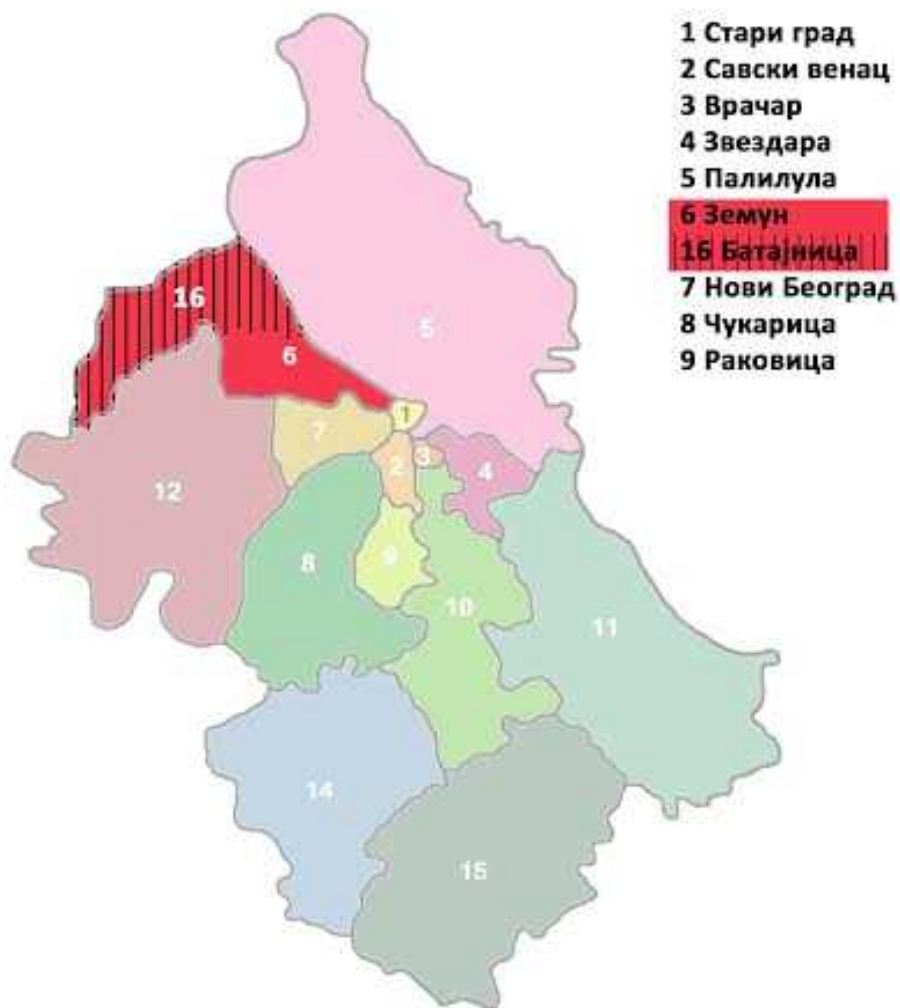 1 Стари град
2 Савски венац
3 Врачар
4 Звездара
5 Палилула
6 Земун
16 Батајница
7 Нови Београд
8 Чукарица
9 Раковица
16
5
6
1
7
2
3
4
12
8
9
10
11
14
15